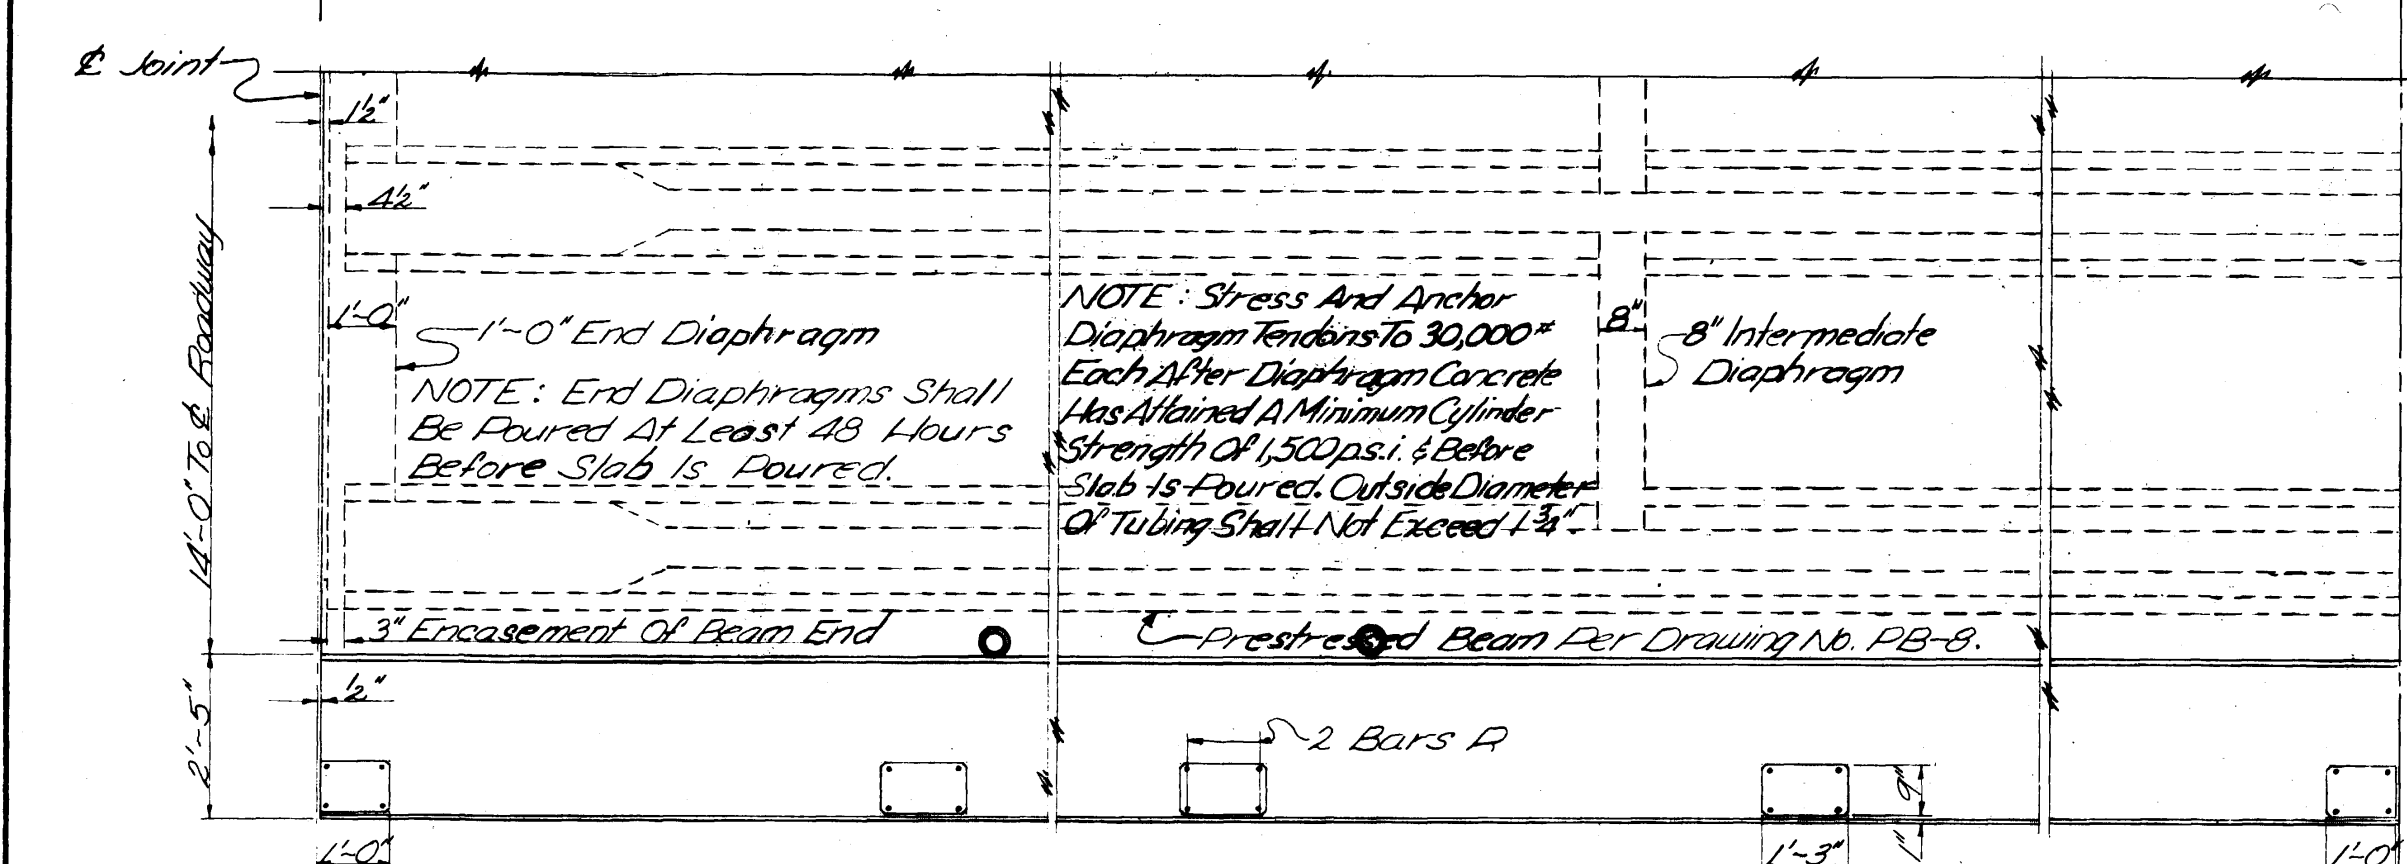 ℄ Joint
1½"
4½"
14'-0" To ℄ Roadway
1'-0"
1'-0" End Diaphragm
NOTE: End Diaphragms Shall
Be Poured At Least 48 Hours
Before Slab Is Poured.
NOTE: Stress And Anchor
Diaphragm Tendons To 30,000#
Each After Diaphragm Concrete
Has Attained A Minimum Cylinder
Strength Of 1,500 p.s.i. & Before
Slab Is Poured. Outside Diameter
Of Tubing Shall Not Exceed 1¾".
8"
8" Intermediate
Diaphragm
3" Encasement Of Beam End
Prestressed Beam Per Drawing No. PB-8.
½"
2'-5"
2 Bars R
9"
1"
1'-0"
1'-3"
1'-0"